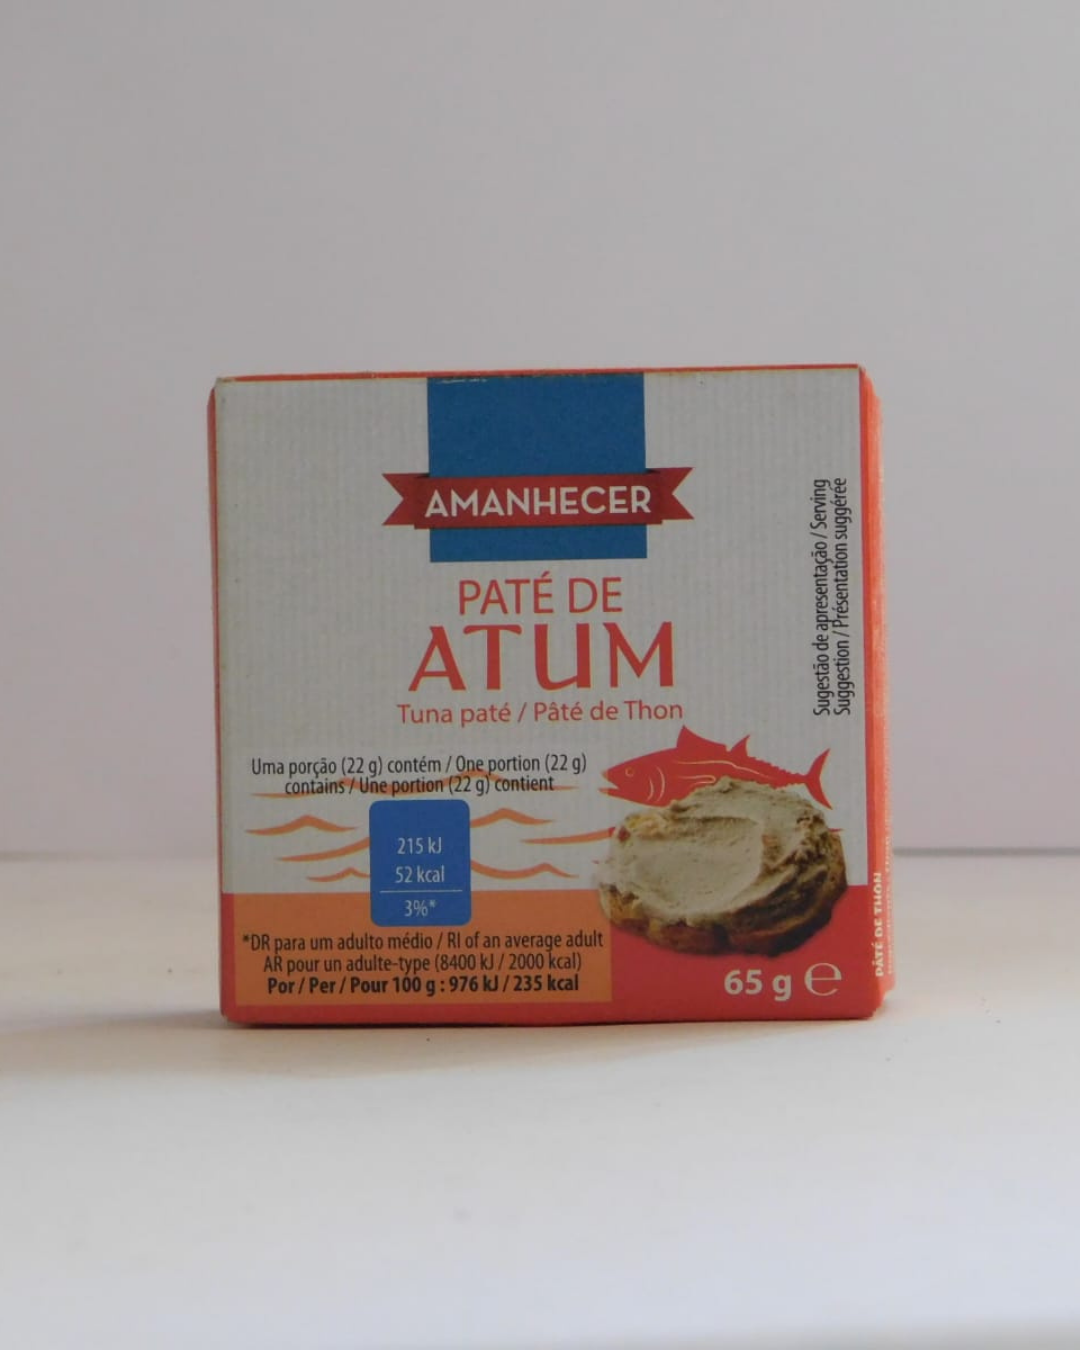 AMANHECER
PATÉ DE
ATUM
Tuna paté / Pâté de Thon
Uma porção (22 g) contém / One portion (22 g)
contains / Une portion (22 g) contient
215 kJ
52 kcal
3%*
*DR para um adulto médio / RI of an average adult
AR pour un adulte-type (8400 kJ / 2000 kcal)
Por / Per / Pour 100 g : 976 kJ / 235 kcal
65 g ℮
Sugestão de apresentação / Serving
Suggestion / Présentation suggérée
PÂTÉ DE THON